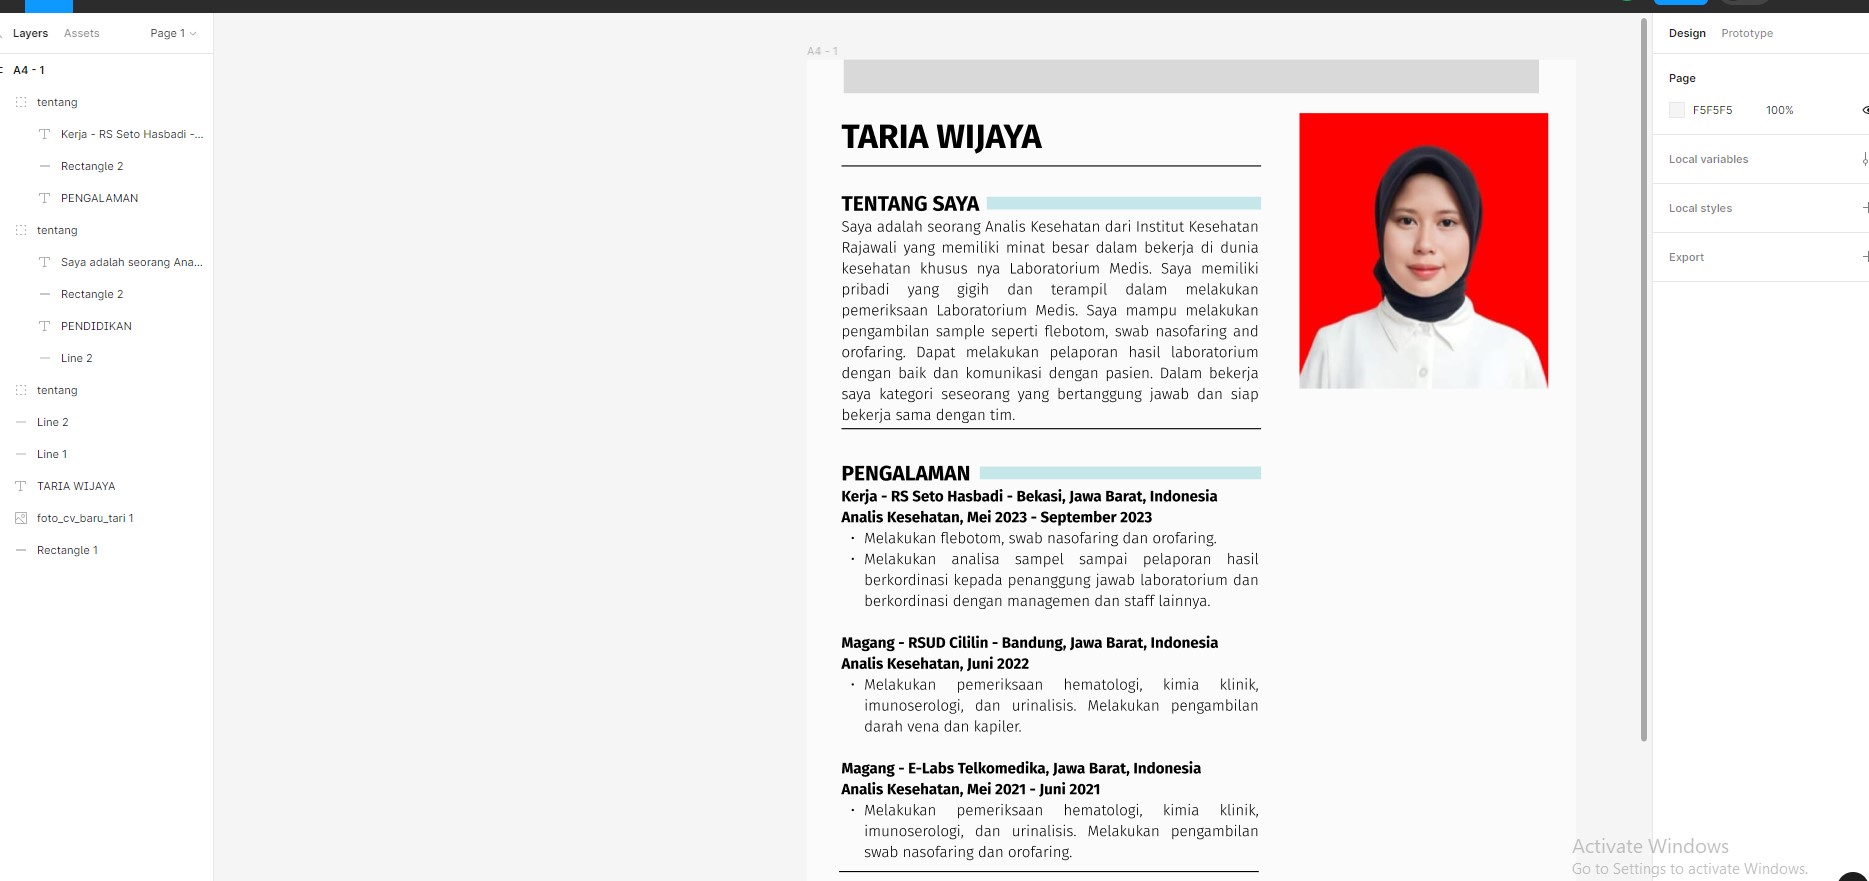 Layers Assets Page 1
A4 - 1
tentang
Kerja - RS Seto Hasbadi -...
Rectangle 2
PENGALAMAN
tentang
Saya adalah seorang Ana...
Rectangle 2
PENDIDIKAN
Line 2
tentang
Line 2
Line 1
TARIA WIJAYA
foto_cv_baru_tari 1
Rectangle 1
A4 - 1
TARIA WIJAYA
TENTANG SAYA
Saya adalah seorang Analis Kesehatan dari Institut Kesehatan
Rajawali yang memiliki minat besar dalam bekerja di dunia
kesehatan khusus nya Laboratorium Medis. Saya memiliki
pribadi yang gigih dan terampil dalam melakukan
pemeriksaan Laboratorium Medis. Saya mampu melakukan
pengambilan sample seperti flebotom, swab nasofaring and
orofaring. Dapat melakukan pelaporan hasil laboratorium
dengan baik dan komunikasi dengan pasien. Dalam bekerja
saya kategori seseorang yang bertanggung jawab dan siap
bekerja sama dengan tim.
PENGALAMAN
Kerja - RS Seto Hasbadi - Bekasi, Jawa Barat, Indonesia
Analis Kesehatan, Mei 2023 - September 2023
• Melakukan flebotom, swab nasofaring dan orofaring.
• Melakukan analisa sampel sampai pelaporan hasil
berkordinasi kepada penanggung jawab laboratorium dan
berkordinasi dengan managemen dan staff lainnya.
Magang - RSUD Cililin - Bandung, Jawa Barat, Indonesia
Analis Kesehatan, Juni 2022
• Melakukan pemeriksaan hematologi, kimia klinik,
imunoserologi, dan urinalisis. Melakukan pengambilan
darah vena dan kapiler.
Magang - E-Labs Telkomedika, Jawa Barat, Indonesia
Analis Kesehatan, Mei 2021 - Juni 2021
• Melakukan pemeriksaan hematologi, kimia klinik,
imunoserologi, dan urinalisis. Melakukan pengambilan
swab nasofaring dan orofaring.
Design Prototype
Page
F5F5F5 100%
Local variables
Local styles
Export
Activate Windows
Go to Settings to activate Windows.